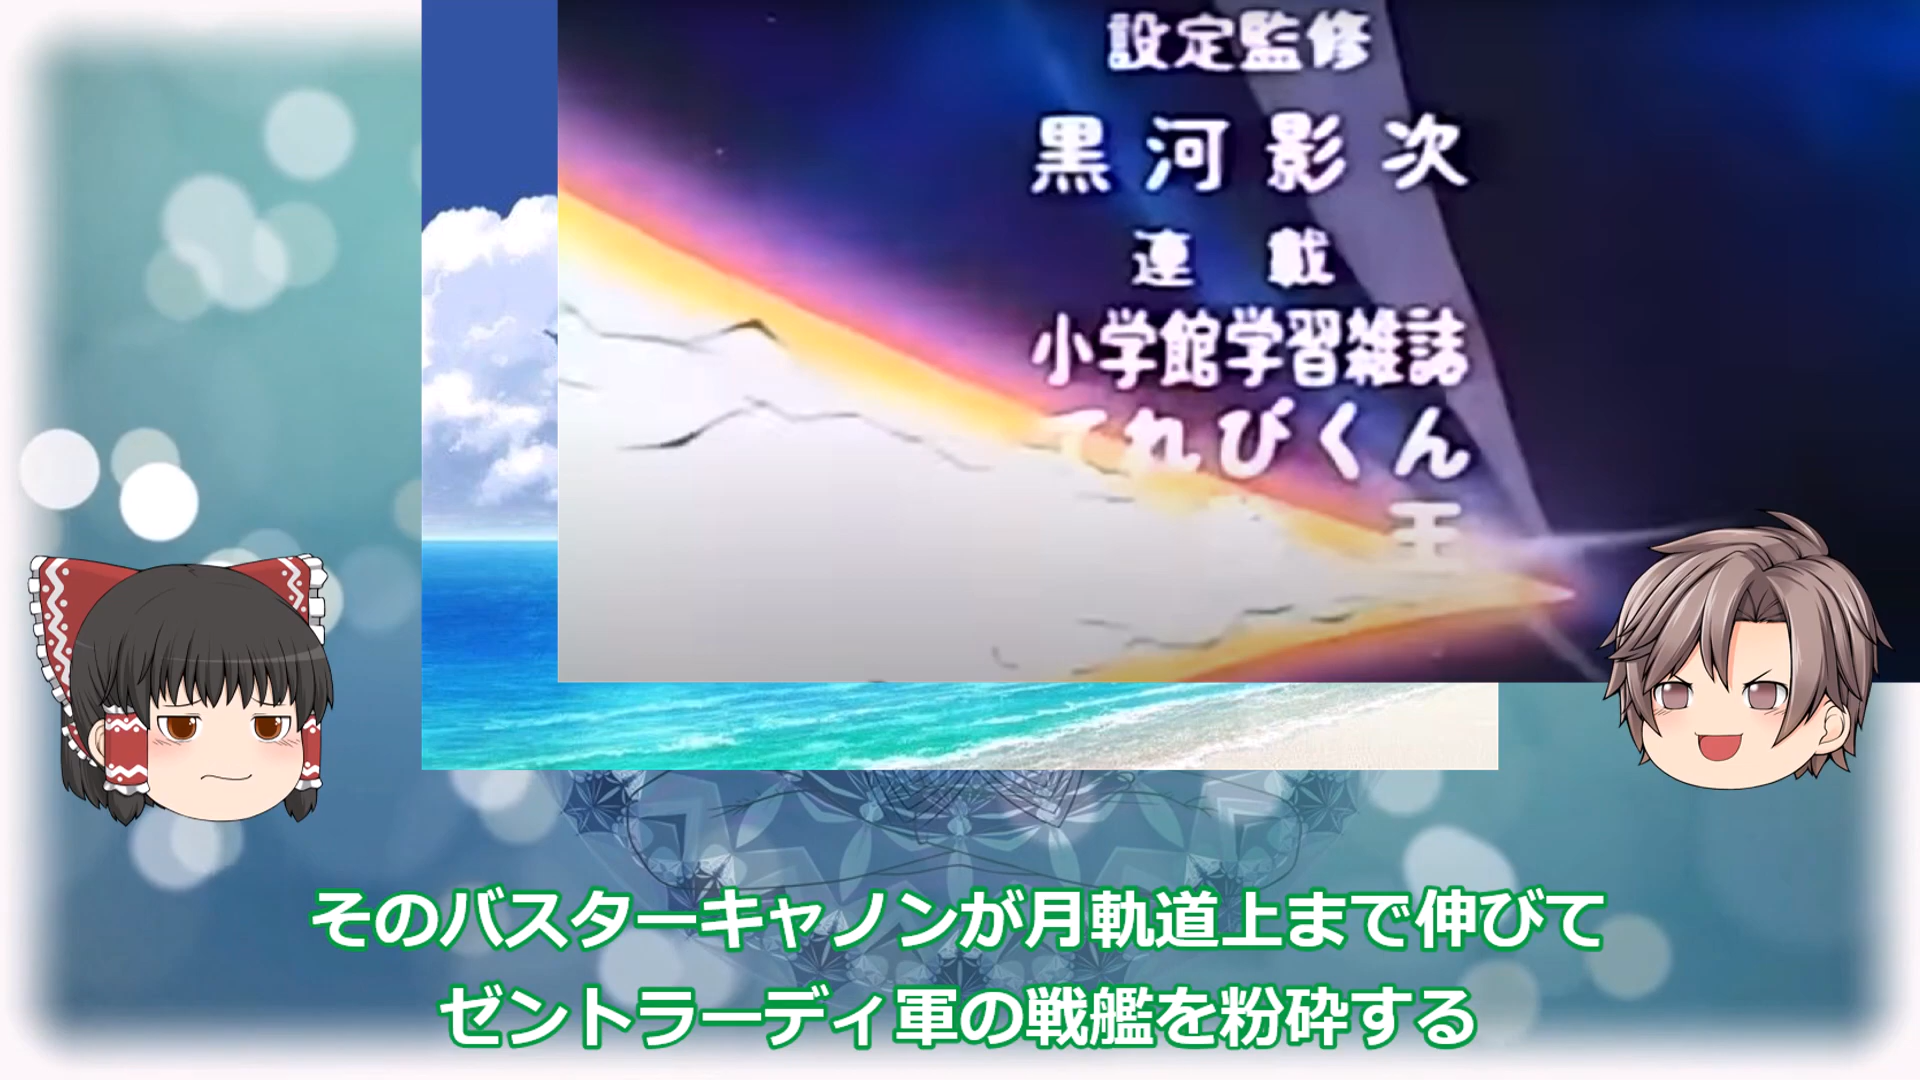 設定監修
黒河影次
連載
小学館学習雑誌
てれびくん
王
そのバスターキャノンが月軌道上まで伸びて
ゼントラーディ軍の戦艦を粉砕する